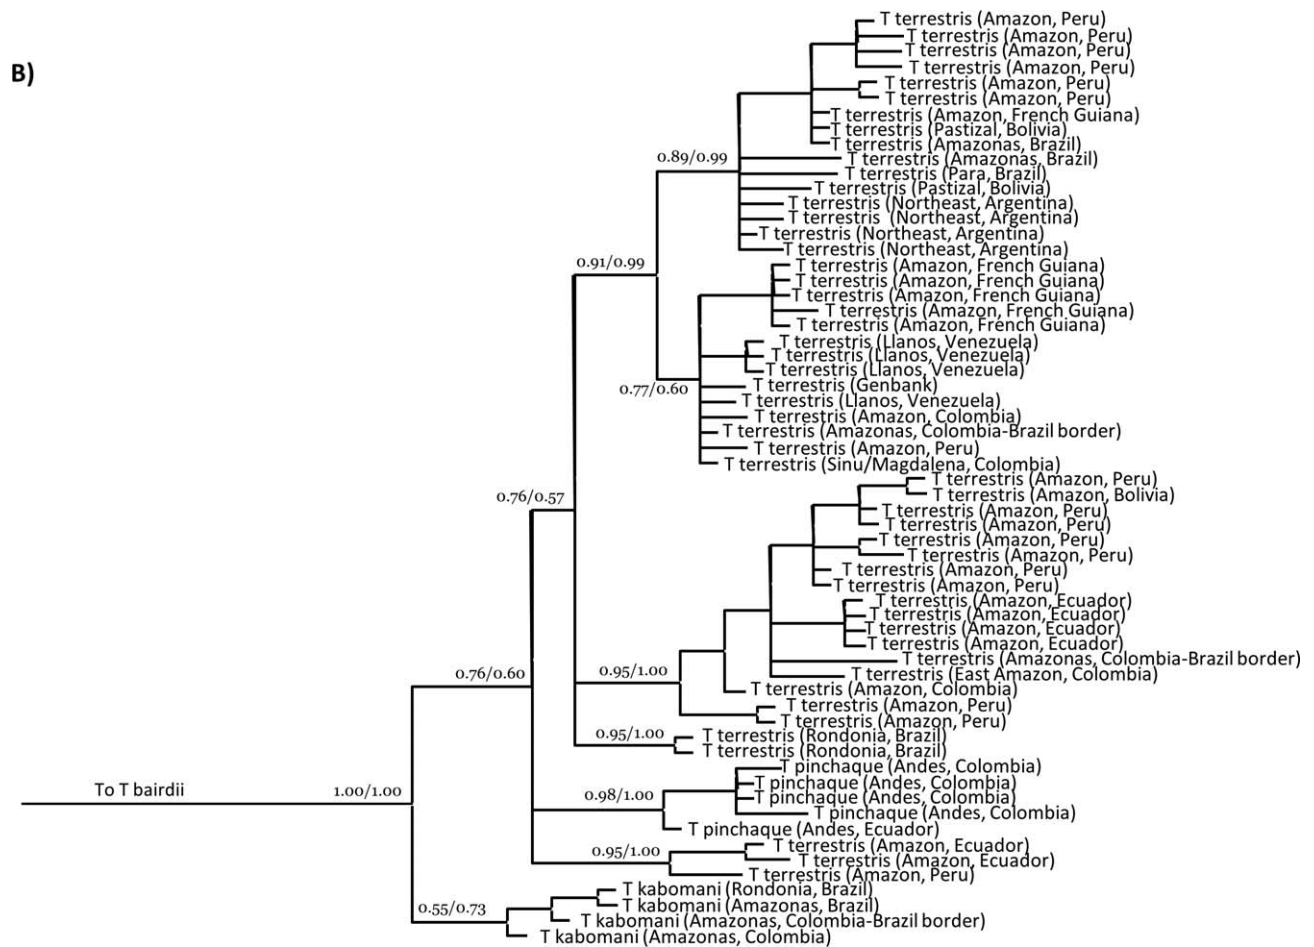 B)
T terrestris (Amazon, Peru)
T terrestris (Amazon, Peru)
T terrestris (Amazon, Peru)
T terrestris (Amazon, Peru)
T terrestris (Amazon, Peru)
T terrestris (Amazon, Peru)
T terrestris (Amazon, French Guiana)
T terrestris (Pastizal, Bolivia)
T terrestris (Amazonas, Brazil)
0.89/0.99
T terrestris (Amazonas, Brazil)
T terrestris (Para, Brazil)
T terrestris (Pastizal, Bolivia)
T terrestris (Northeast, Argentina)
T terrestris (Northeast, Argentina)
T terrestris (Northeast, Argentina)
T terrestris (Northeast, Argentina)
0.91/0.99
T terrestris (Amazon, French Guiana)
T terrestris (Amazon, French Guiana)
T terrestris (Amazon, French Guiana)
T terrestris (Amazon, French Guiana)
T terrestris (Amazon, French Guiana)
T terrestris (Llanos, Venezuela)
T terrestris (Llanos, Venezuela)
T terrestris (Llanos, Venezuela)
0.77/0.60
T terrestris (Genbank)
T terrestris (Llanos, Venezuela)
T terrestris (Amazon, Colombia)
T terrestris (Amazonas, Colombia-Brazil border)
T terrestris (Amazon, Peru)
T terrestris (Sinu/Magdalena, Colombia)
T terrestris (Amazon, Peru)
T terrestris (Amazon, Bolivia)
0.76/0.57
T terrestris (Amazon, Peru)
T terrestris (Amazon, Peru)
T terrestris (Amazon, Peru)
T terrestris (Amazon, Peru)
T terrestris (Amazon, Peru)
T terrestris (Amazon, Peru)
T terrestris (Amazon, Ecuador)
T terrestris (Amazon, Ecuador)
T terrestris (Amazon, Ecuador)
T terrestris (Amazon, Ecuador)
T terrestris (Amazonas, Colombia-Brazil border)
0.76/0.60
0.95/1.00
T terrestris (East Amazon, Colombia)
T terrestris (Amazon, Colombia)
T terrestris (Amazon, Peru)
T terrestris (Amazon, Peru)
0.95/1.00
T terrestris (Rondonia, Brazil)
T terrestris (Rondonia, Brazil)
T pinchaque (Andes, Colombia)
T pinchaque (Andes, Colombia)
To T bairdii
1.00/1.00
0.98/1.00
T pinchaque (Andes, Colombia)
T pinchaque (Andes, Colombia)
T pinchaque (Andes, Ecuador)
0.95/1.00
T terrestris (Amazon, Ecuador)
T terrestris (Amazon, Ecuador)
T terrestris (Amazon, Peru)
T kabomani (Rondonia, Brazil)
0.55/0.73
T kabomani (Amazonas, Brazil)
T kabomani (Amazonas, Colombia-Brazil border)
T kabomani (Amazonas, Colombia)